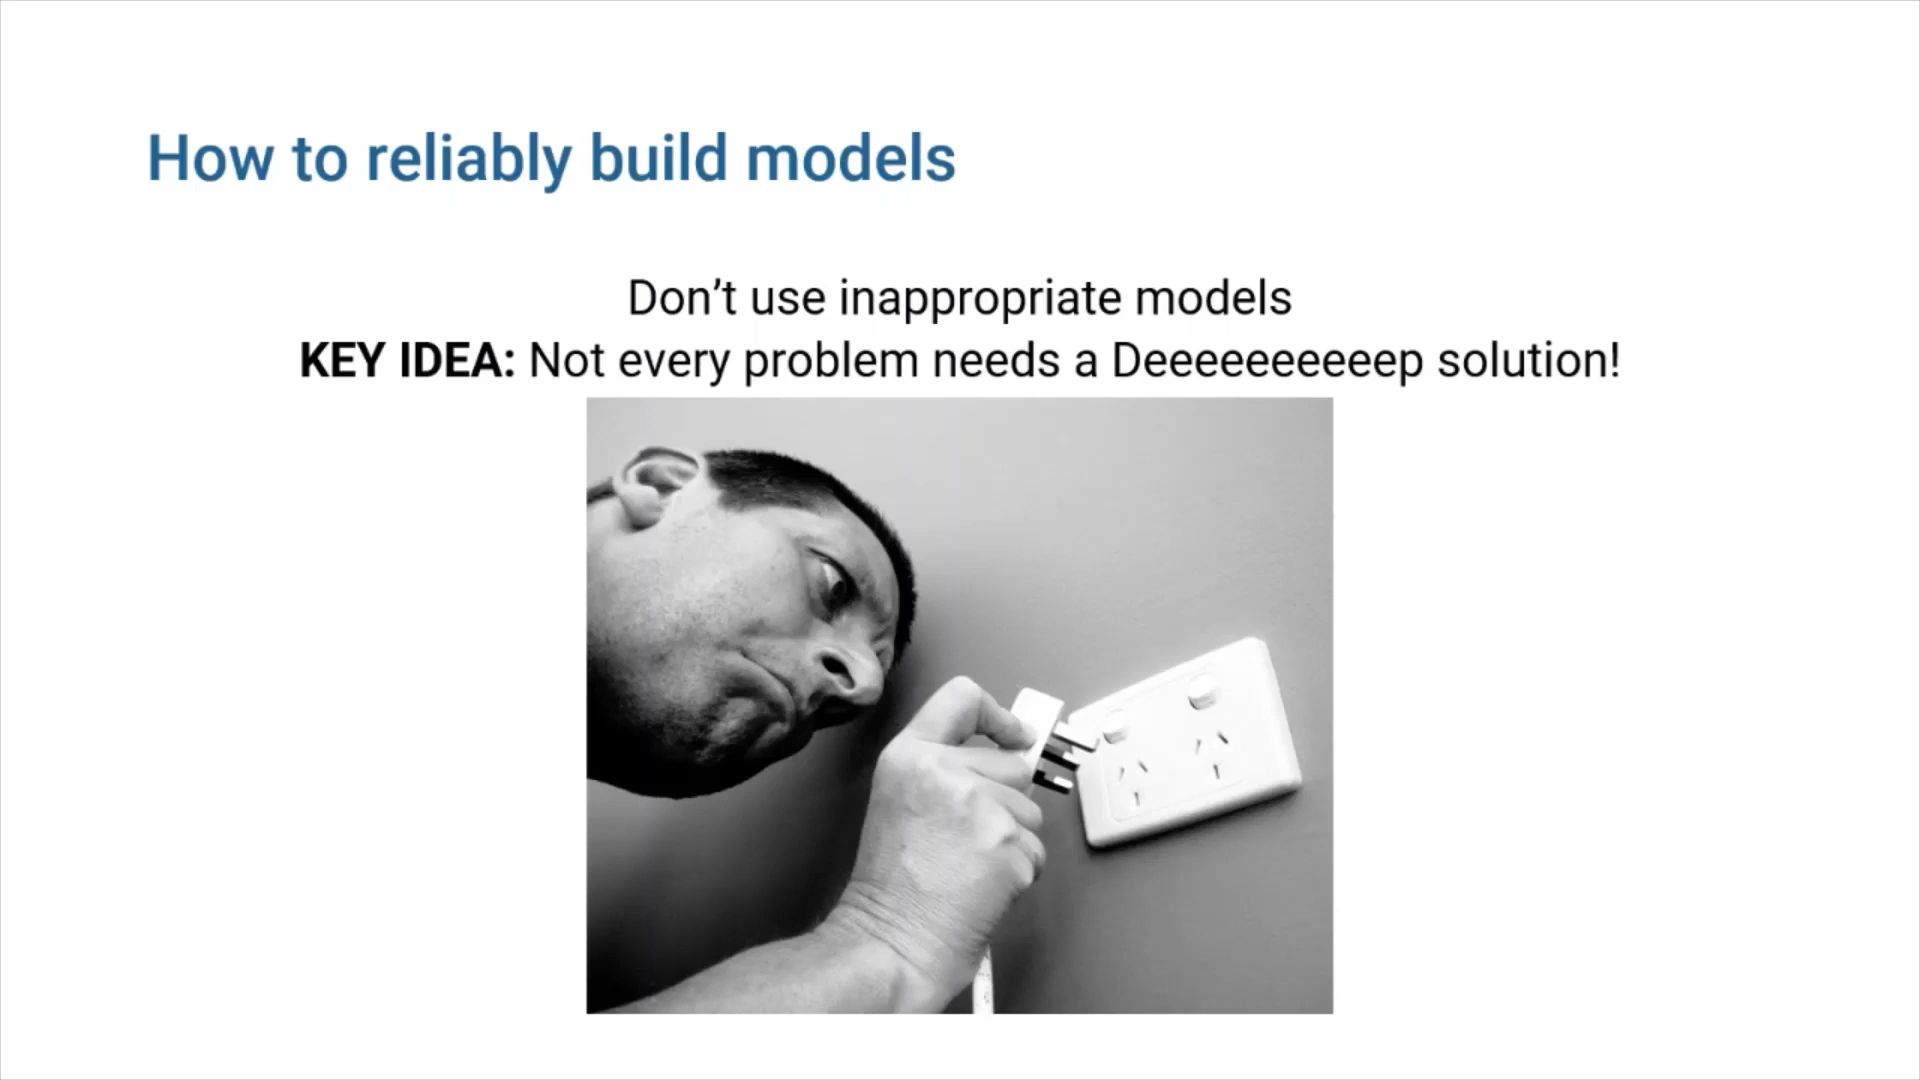 How to reliably build models
Don’t use inappropriate models
KEY IDEA: Not every problem needs a Deeeeeeeeeep solution!